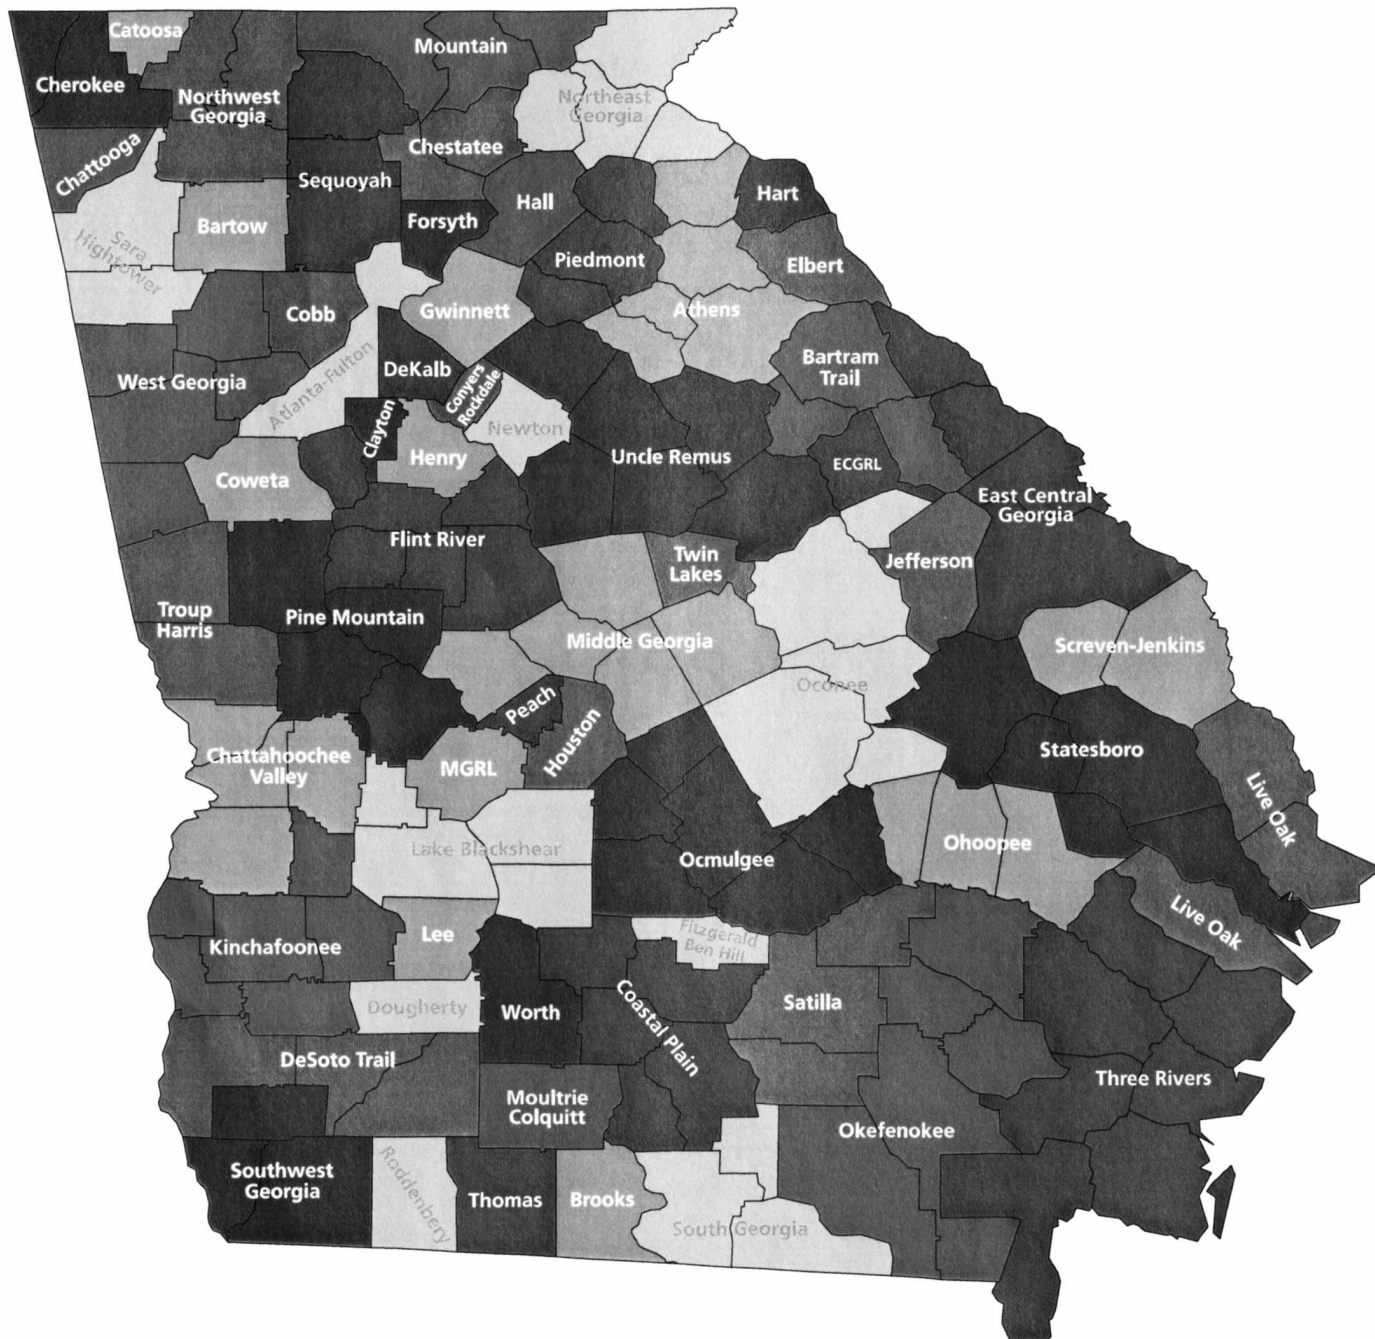 Catoosa
Mountain
Cherokee
Northwest
Georgia
Northeast
Georgia
Chattooga
Chestatee
Sequoyah
Hall
Hart
Forsyth
Bartow
Sara
Hightower
Piedmont
Elbert
Cobb
Gwinnett
Athens
DeKalb
Bartram
Trail
West Georgia
Atlanta-Fulton
Conyers
Rockdale
Clayton
Newton
Henry
Uncle Remus
ECGRL
Coweta
East Central
Georgia
Flint River
Twin
Lakes
Jefferson
Troup
Harris
Pine Mountain
Middle Georgia
Screven-Jenkins
Oconee
Peach
Houston
Chattahoochee
Valley
MGRL
Statesboro
Live Oak
Lake Blackshear
Ocmulgee
Ohoopee
Live Oak
Kinchafoonee
Lee
Fitzgerald
Ben Hill
Dougherty
Worth
Coastal Plain
Satilla
DeSoto Trail
Three Rivers
Moultrie
Colquitt
Okefenokee
Southwest
Georgia
Roddenbery
Thomas
Brooks
South Georgia